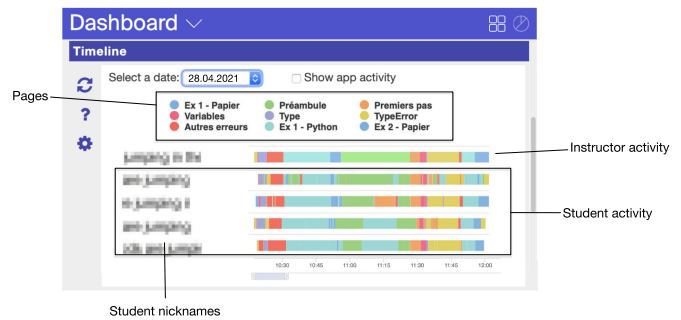 Dashboard
Timeline
Select a date: 28.04.2021 Show app activity
Pages
Ex 1 - Papier Préambule Premiers pas
Variables Type TypeError
Autres erreurs Ex 1 - Python Ex 2 - Papier
Instructor activity
Student activity
10:30 10:45 11:00 11:15 11:30 11:45 12:00
Student nicknames